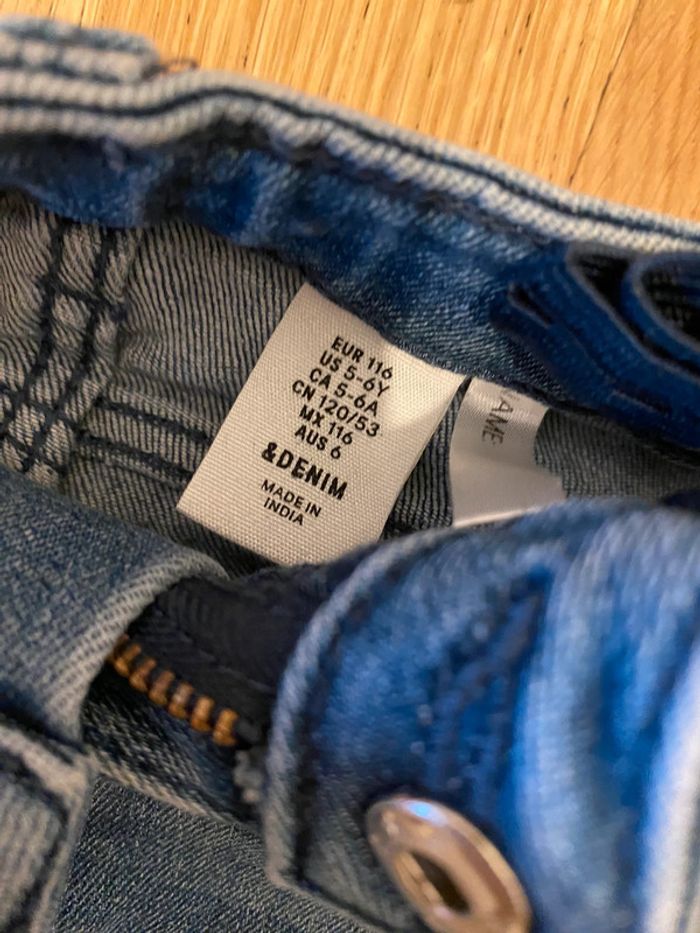 EUR 116
US 5-6Y
CA 5-6A
CN 120/53
MX 116
AUS 6
&DENIM
MADE IN
INDIA